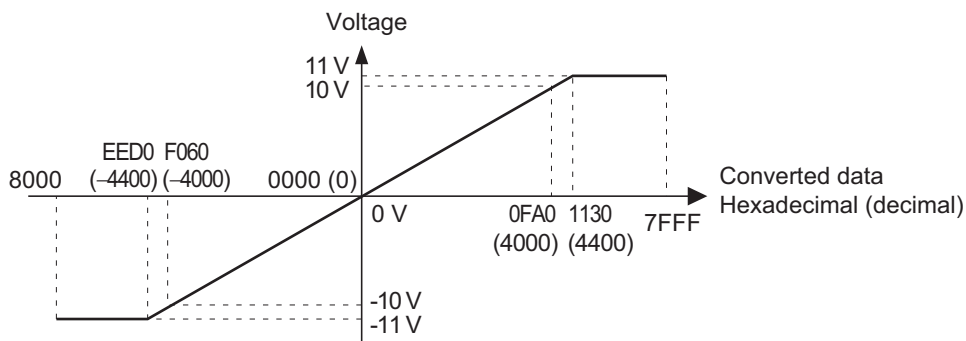 Voltage
11 V
10 V
EED0 F060
(−4400) (−4000)
8000
0000 (0)
0 V
Converted data
Hexadecimal (decimal)
0FA0 1130
(4000) (4400)
7FFF
-10 V
-11 V